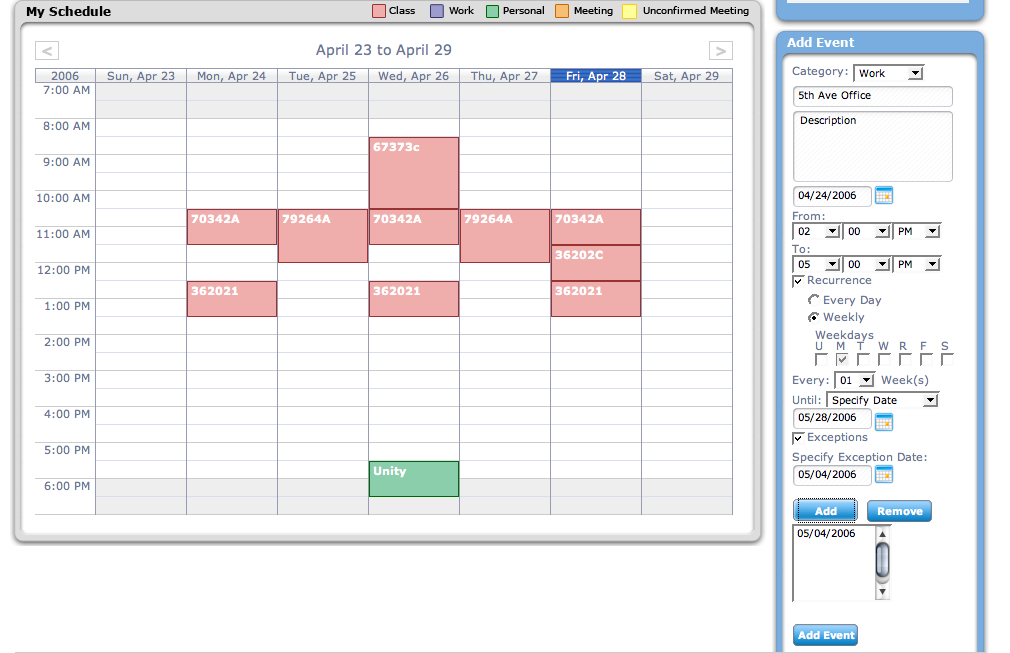 My Schedule
Class Work Personal Meeting Unconfirmed Meeting
< April 23 to April 29 >
2006 Sun, Apr 23 Mon, Apr 24 Tue, Apr 25 Wed, Apr 26 Thu, Apr 27 Fri, Apr 28 Sat, Apr 29
7:00 AM
8:00 AM
67373c
9:00 AM
10:00 AM
70342A 79264A 70342A 79264A 70342A
11:00 AM
36202C
12:00 PM
362021 362021 362021
1:00 PM
2:00 PM
3:00 PM
4:00 PM
5:00 PM
Unity
6:00 PM
Add Event
Category: Work
5th Ave Office
Description
04/24/2006
From:
02 00 PM
To:
05 00 PM
Recurrence
Every Day
Weekly
Weekdays
U M T W R F S
Every: 01 Week(s)
Until: Specify Date
05/28/2006
Exceptions
Specify Exception Date:
05/04/2006
Add Remove
05/04/2006
Add Event